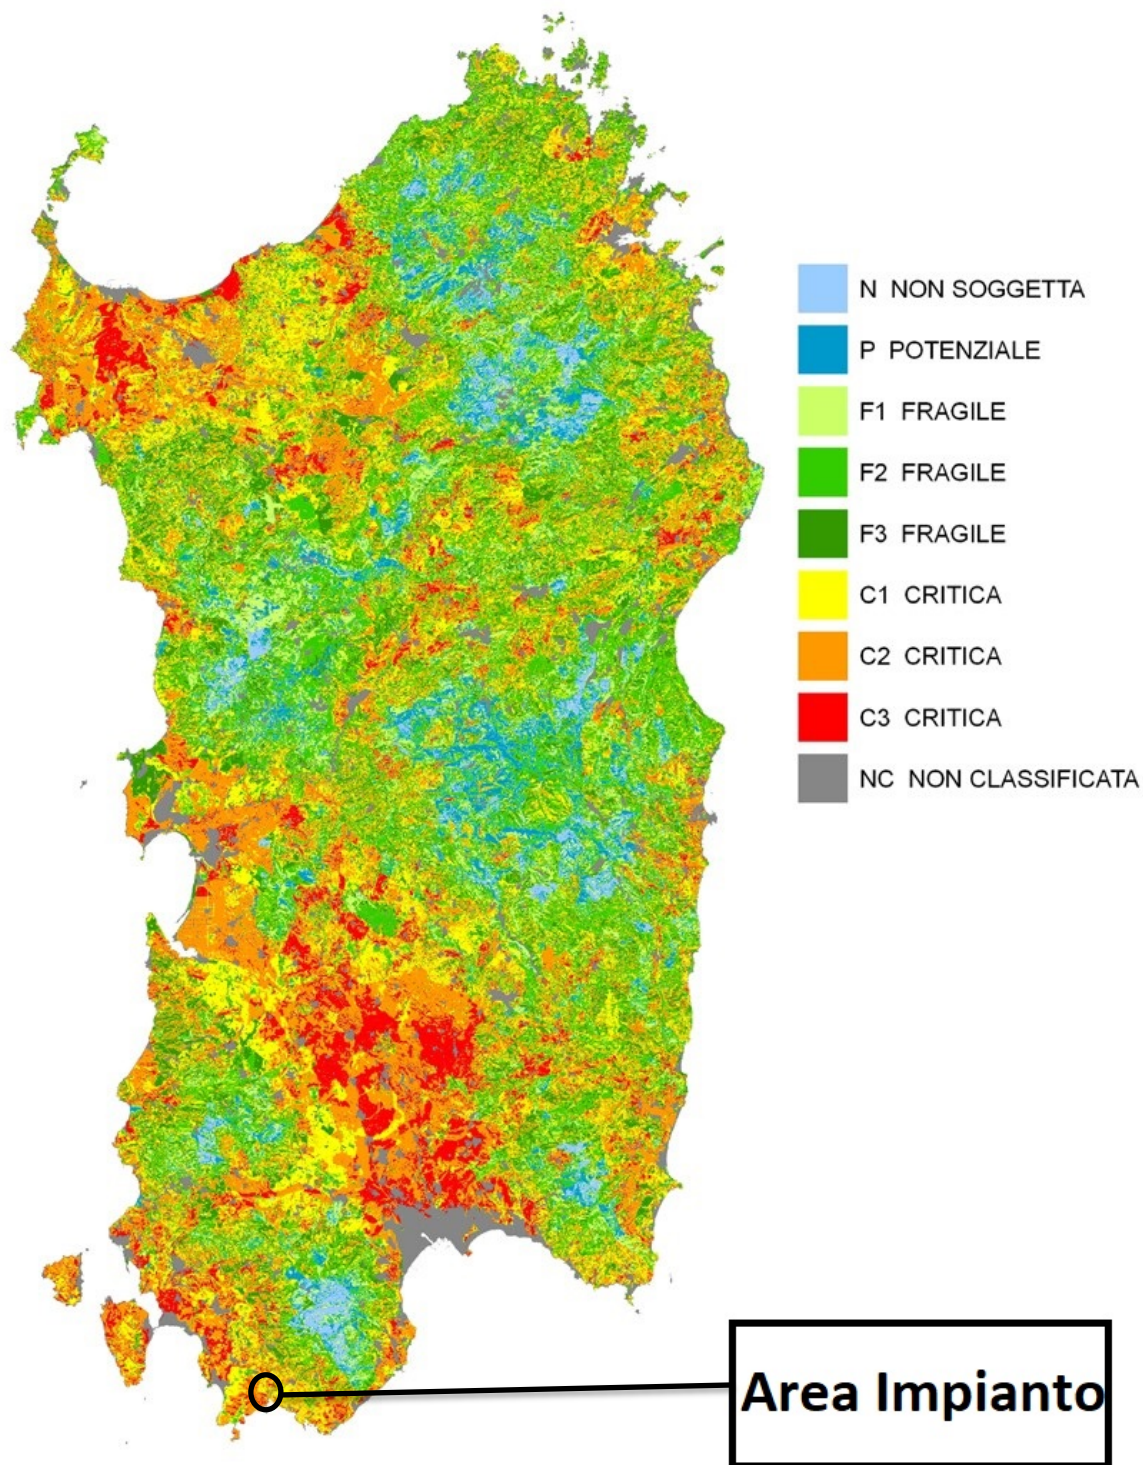 N NON SOGGETTA
P POTENZIALE
F1 FRAGILE
F2 FRAGILE
F3 FRAGILE
C1 CRITICA
C2 CRITICA
C3 CRITICA
NC NON CLASSIFICATA
Area Impianto